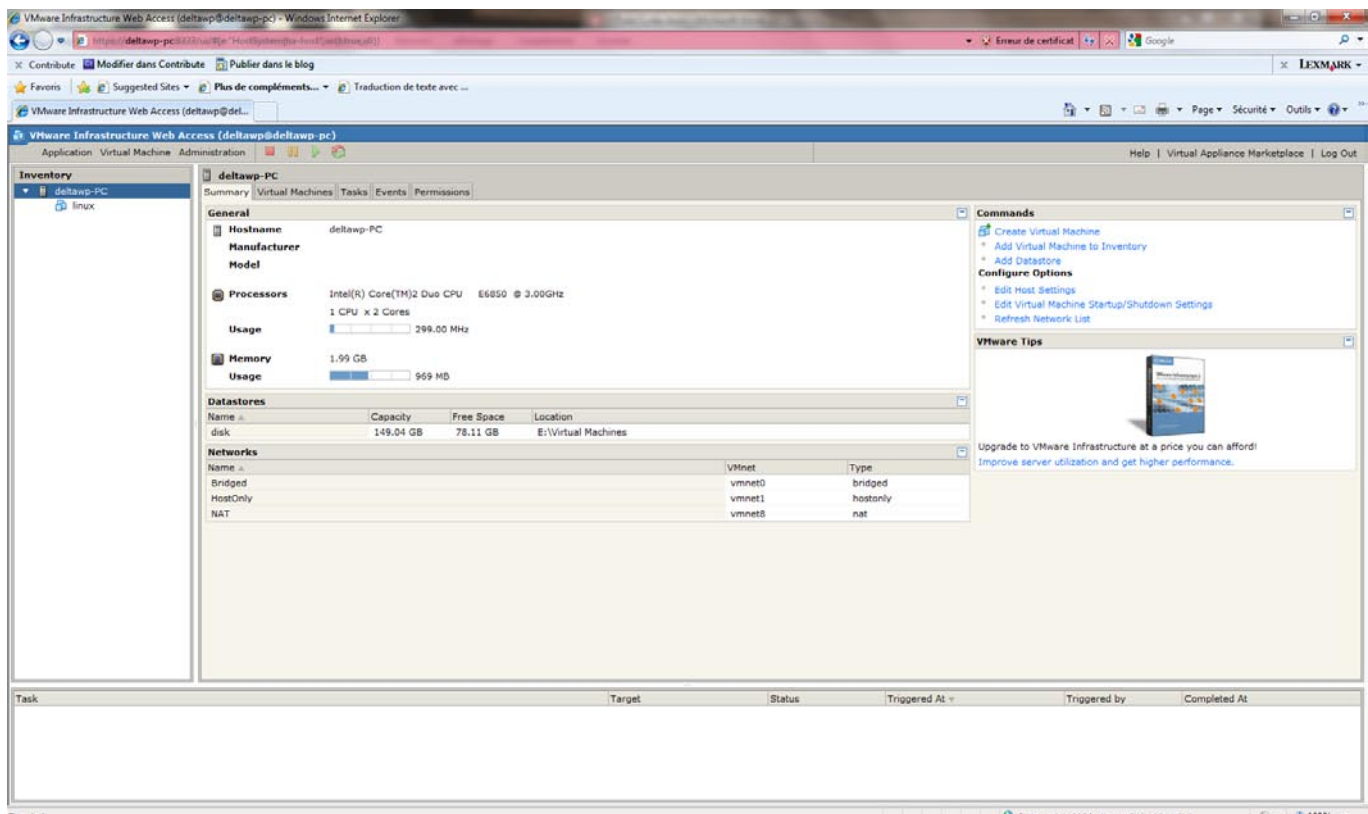 VMware Infrastructure Web Access (deltawp@deltawp-pc) - Windows Internet Explorer
https://deltawp-pc
Erreur de certificat
Google
Contribute Modifier dans Contribute Publier dans le blog
LEXMARK
Favoris Suggested Sites Plus de compléments... Traduction de texte avec ...
VMware Infrastructure Web Access (deltawp@del...
Page Sécurité Outils
VMware Infrastructure Web Access (deltawp@deltawp-pc)
Application Virtual Machine Administration
Help | Virtual Appliance Marketplace | Log Out
Inventory
deltawp-PC
linux
deltawp-PC
Summary Virtual Machines Tasks Events Permissions
General
Hostname deltawp-PC
Manufacturer
Model
Processors Intel(R) Core(TM)2 Duo CPU E6850 @ 3.00GHz
1 CPU x 2 Cores
Usage 299.00 MHz
Memory 1.99 GB
Usage 969 MB
Datastores
Name Capacity Free Space Location
disk 149.04 GB 78.11 GB E:\Virtual Machines
Networks
Name VMnet Type
Bridged vmnet0 bridged
HostOnly vmnet1 hostonly
NAT vmnet8 nat
Commands
Create Virtual Machine
Add Virtual Machine to Inventory
Add Datastore
Configure Options
Edit Host Settings
Edit Virtual Machine Startup/Shutdown Settings
Refresh Network List
VMware Tips
Upgrade to VMware Infrastructure at a price you can afford!
Improve server utilization and get higher performance.
Task Target Status Triggered At Triggered by Completed At